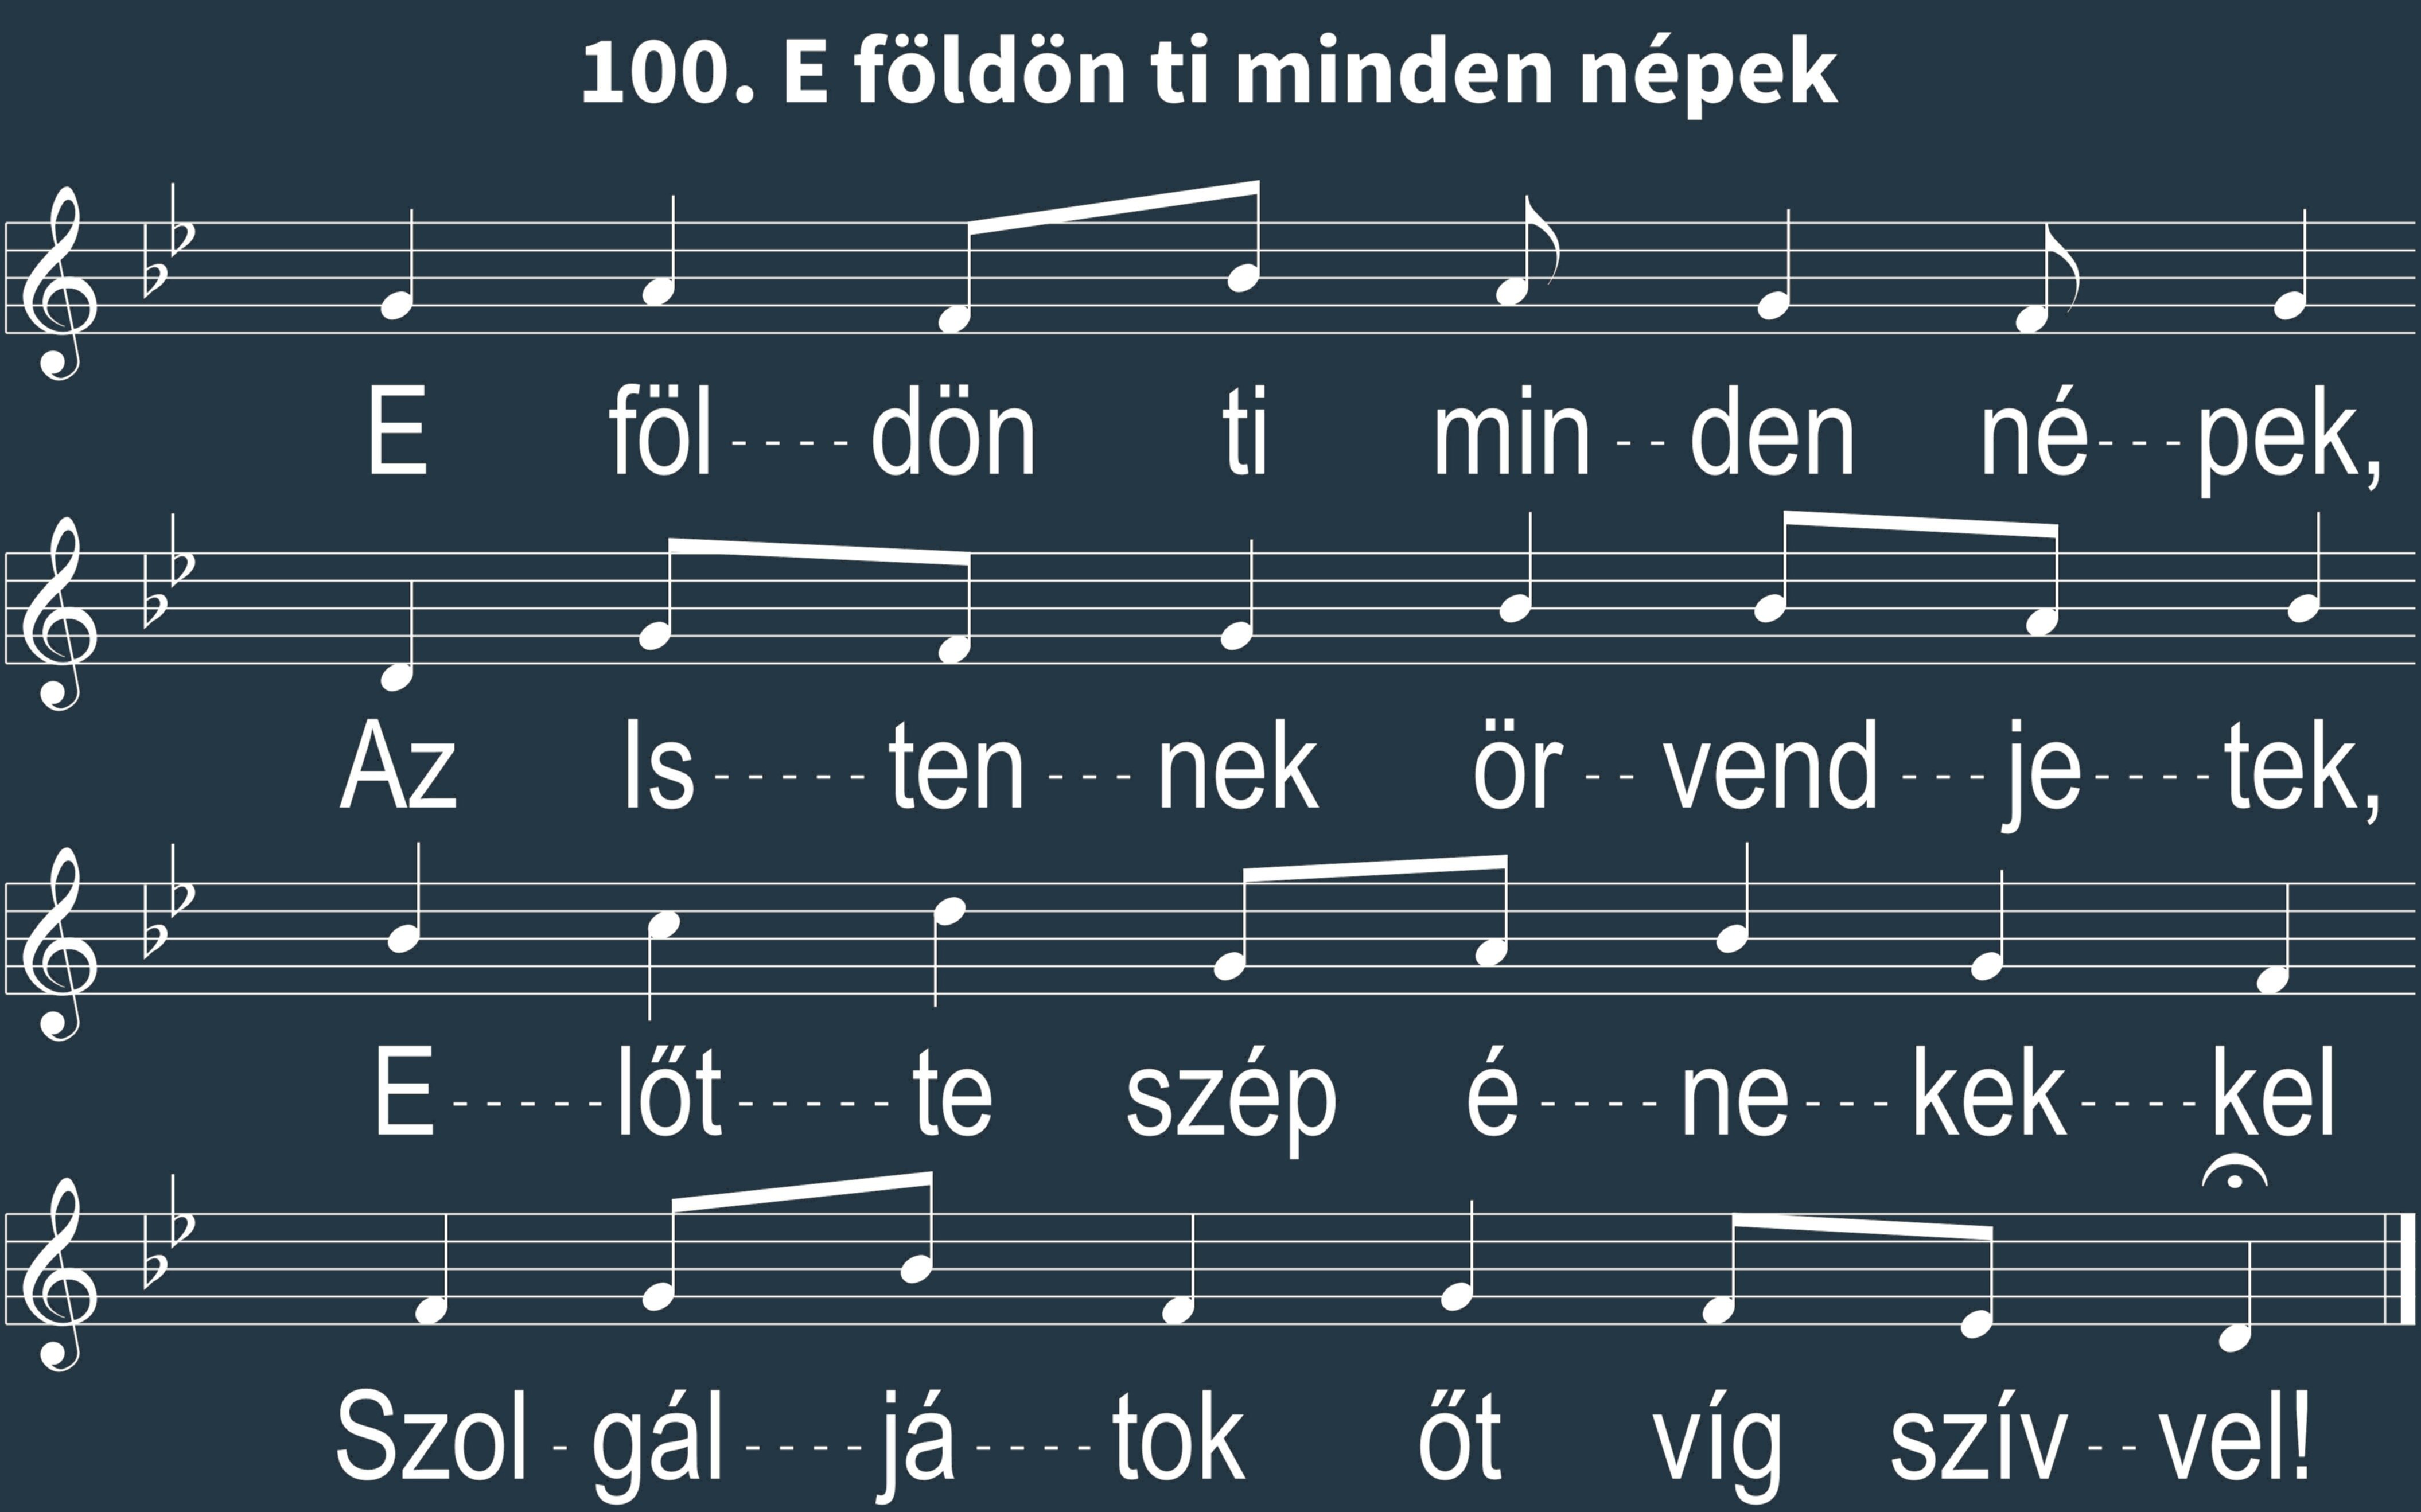 100. E földön ti minden népek
E föl----dön ti min--den né---pek,
Az Is-----ten---nek ör--vend---je----tek,
E-----lőt-----te szép é----ne---kek----kel
Szol-gál----já----tok őt víg szív--vel!